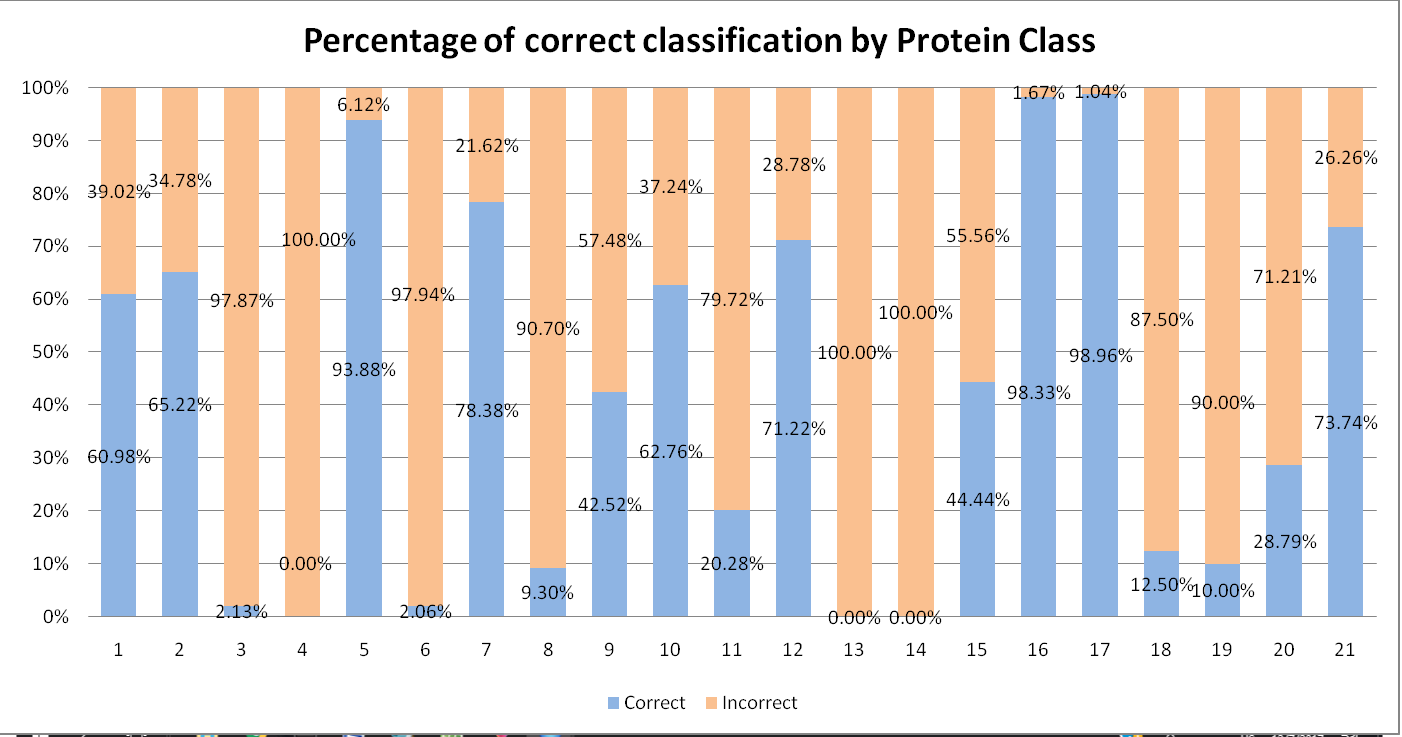 Percentage of correct classification by Protein Class
100%
90%
80%
70%
60%
50%
40%
30%
20%
10%
0%
39.02% 34.78% 97.87% 100.00% 6.12% 97.94% 21.62% 90.70% 57.48% 37.24% 79.72% 28.78% 100.00% 100.00% 55.56% 1.67% 1.04% 87.50% 90.00% 71.21% 26.26%
60.98% 65.22% 2.13% 0.00% 93.88% 2.06% 78.38% 9.30% 42.52% 62.76% 20.28% 71.22% 0.00% 0.00% 44.44% 98.33% 98.96% 12.50% 10.00% 28.79% 73.74%
1 2 3 4 5 6 7 8 9 10 11 12 13 14 15 16 17 18 19 20 21
Correct Incorrect